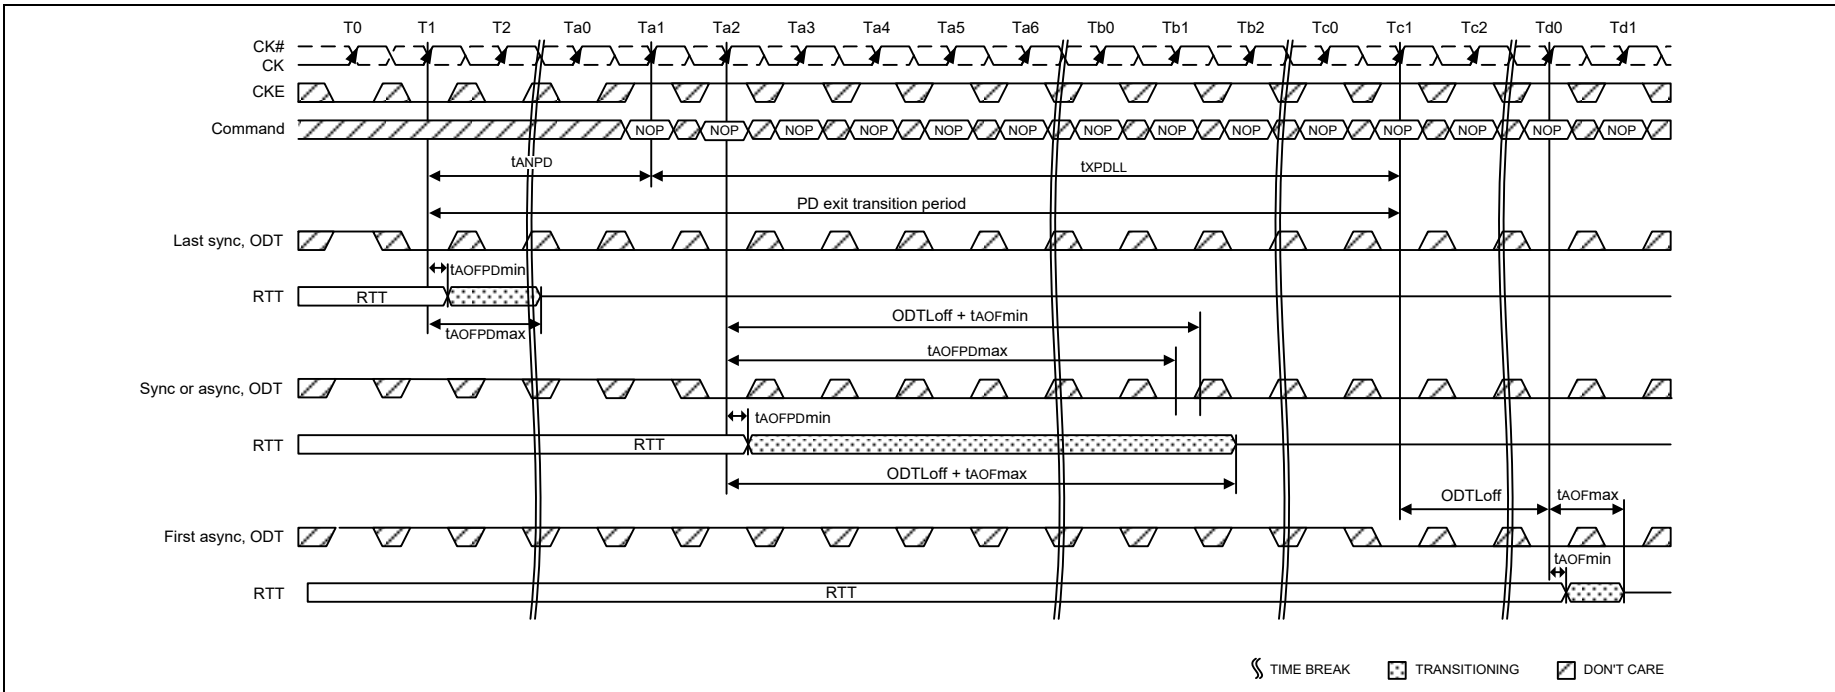 T0 T1 T2 Ta0 Ta1 Ta2 Ta3 Ta4 Ta5 Ta6 Tb0 Tb1 Tb2 Tc0 Tc1 Tc2 Td0 Td1
CK#
CK
CKE
Command NOP NOP NOP NOP NOP NOP NOP NOP NOP NOP NOP NOP NOP NOP
tANPD tXPDLL
PD exit transition period
Last sync, ODT
tAOFPDmin
RTT RTT
ODTLoff + tAOFmin
tAOFPDmax
tAOFPDmax
Sync or async, ODT
tAOFPDmin
RTT RTT
ODTLoff + tAOFmax
ODTLoff tAOFmax
First async, ODT
tAOFmin
RTT RTT
TIME BREAK TRANSITIONING DON'T CARE